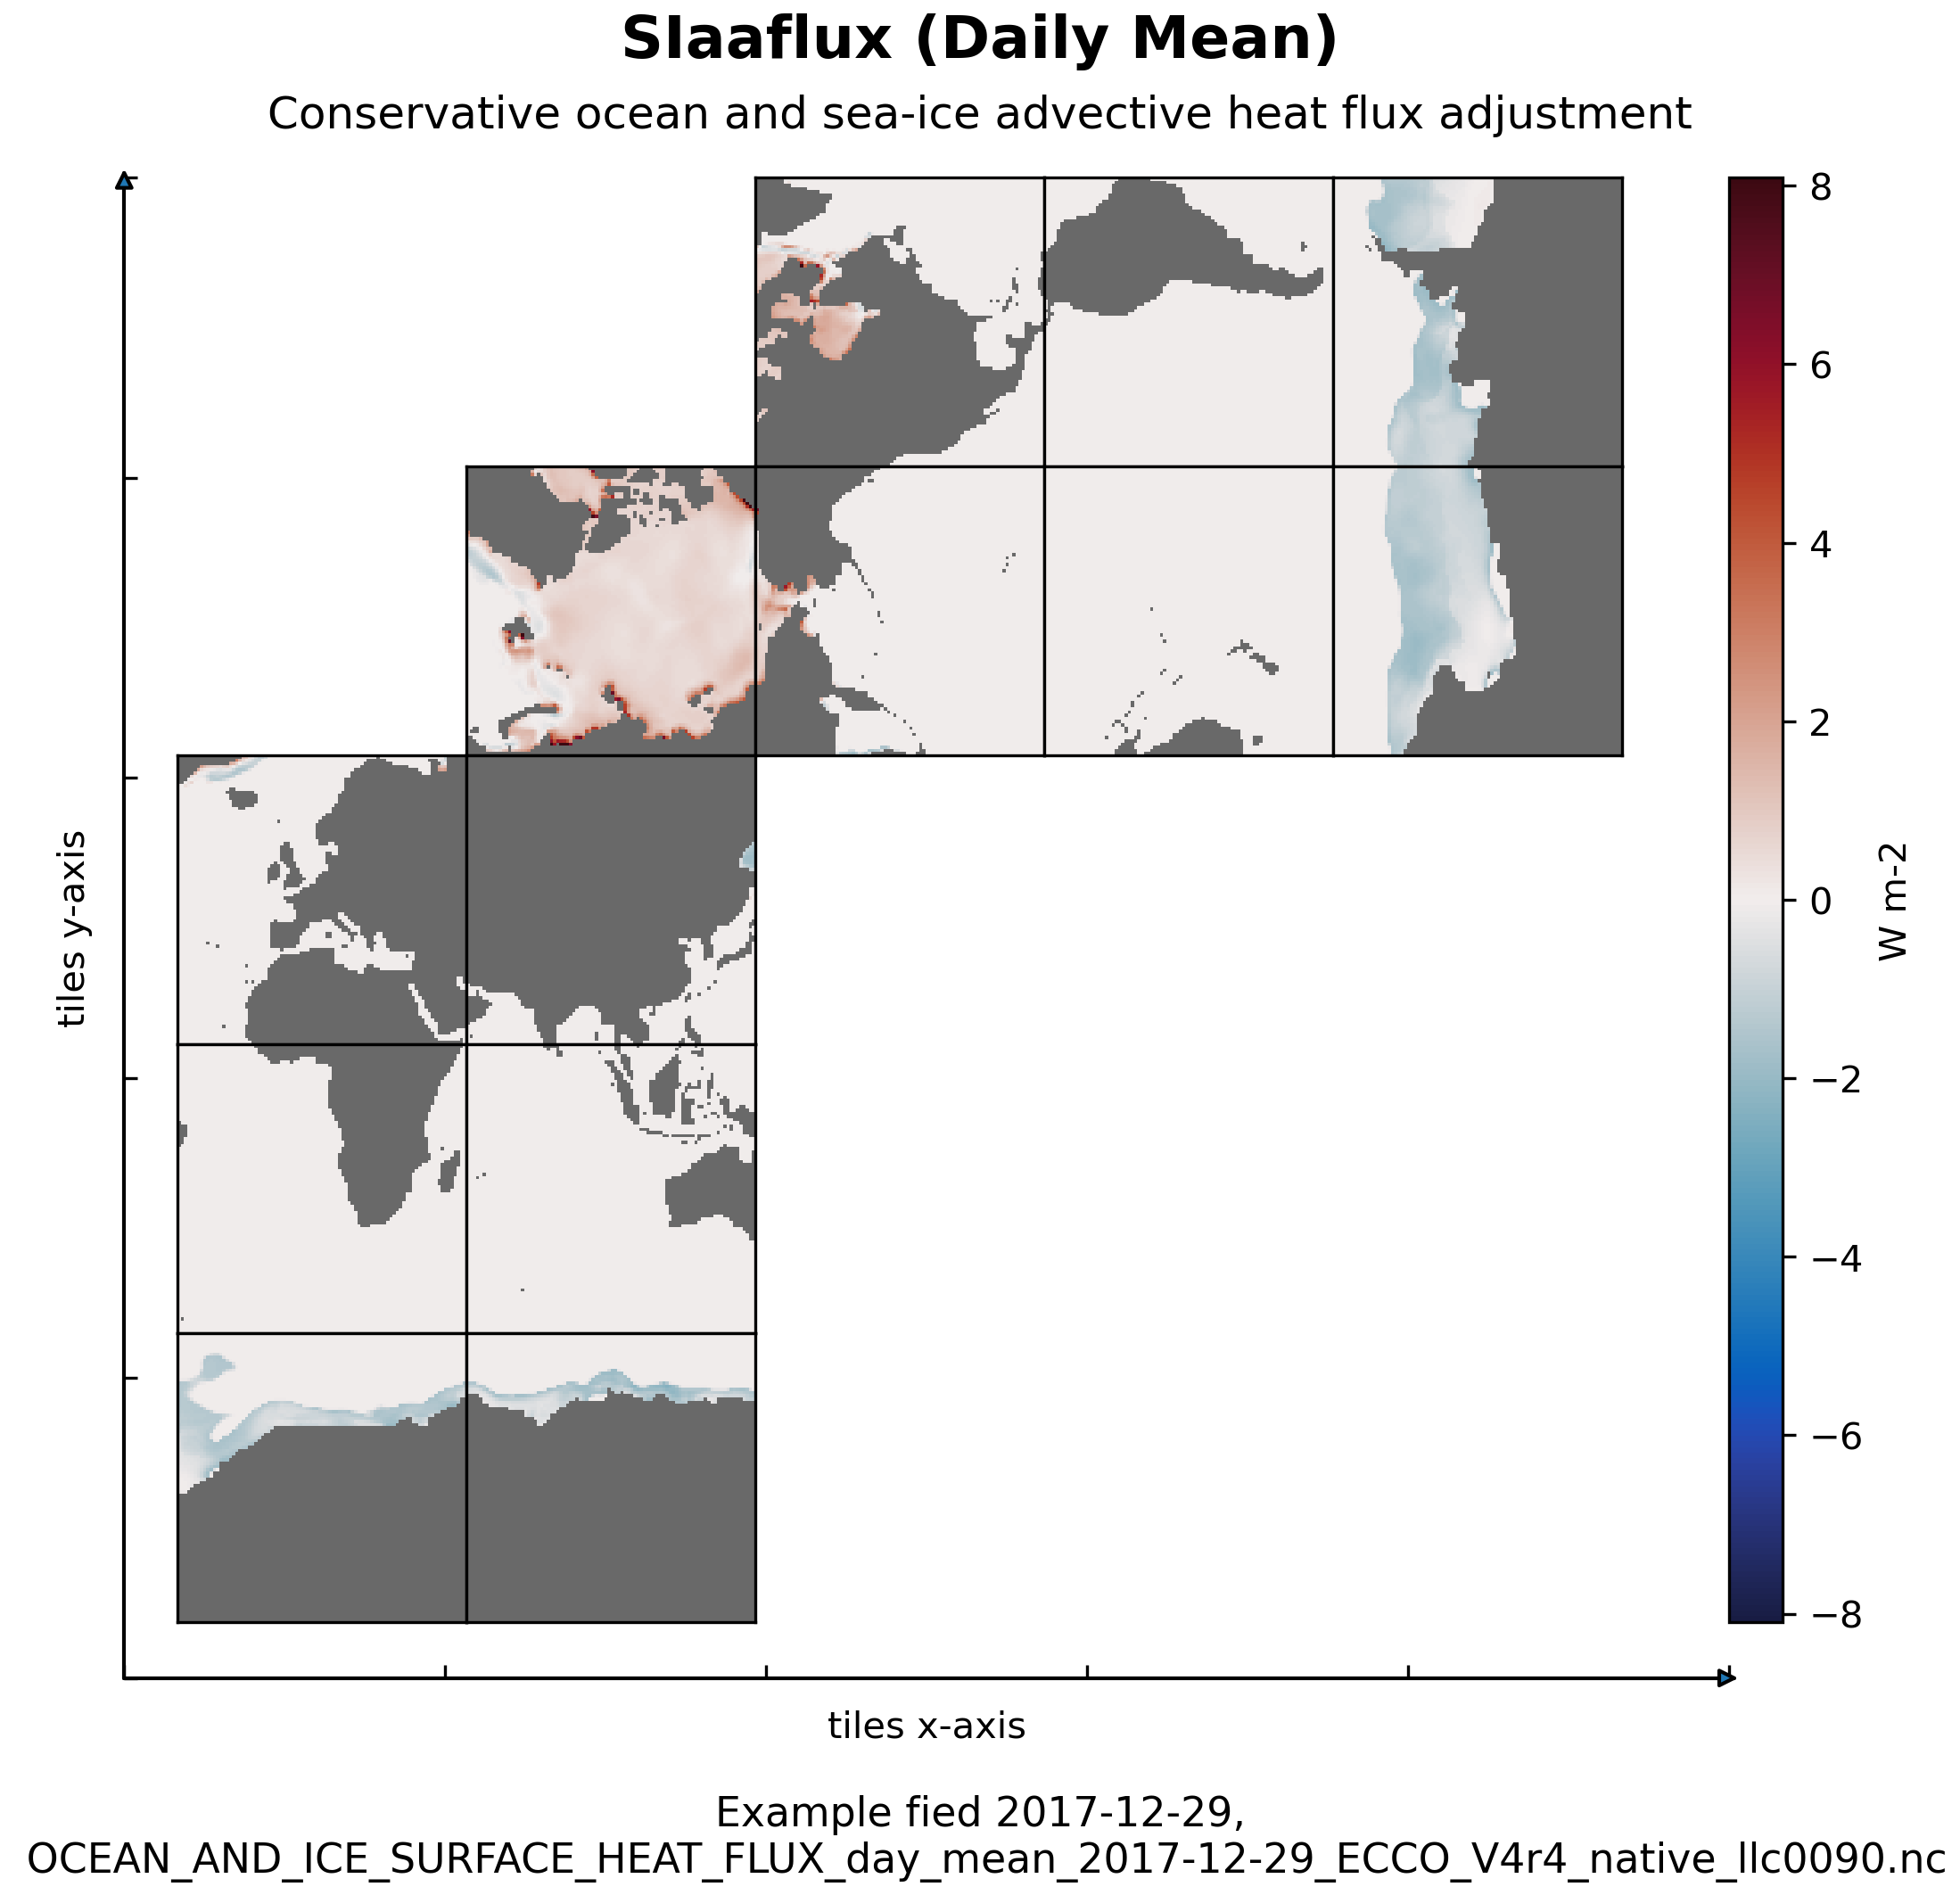 SIaaflux (Daily Mean)
Conservative ocean and sea-ice advective heat flux adjustment
8
6
4
2
0
−2
−4
−6
−8
W m-2
tiles y-axis
tiles x-axis
Example fied 2017-12-29,
OCEAN_AND_ICE_SURFACE_HEAT_FLUX_day_mean_2017-12-29_ECCO_V4r4_native_llc0090.nc